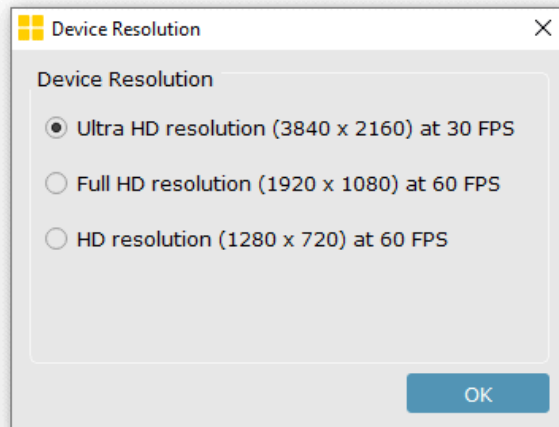 Device Resolution
Device Resolution
Ultra HD resolution (3840 x 2160) at 30 FPS
Full HD resolution (1920 x 1080) at 60 FPS
HD resolution (1280 x 720) at 60 FPS
OK